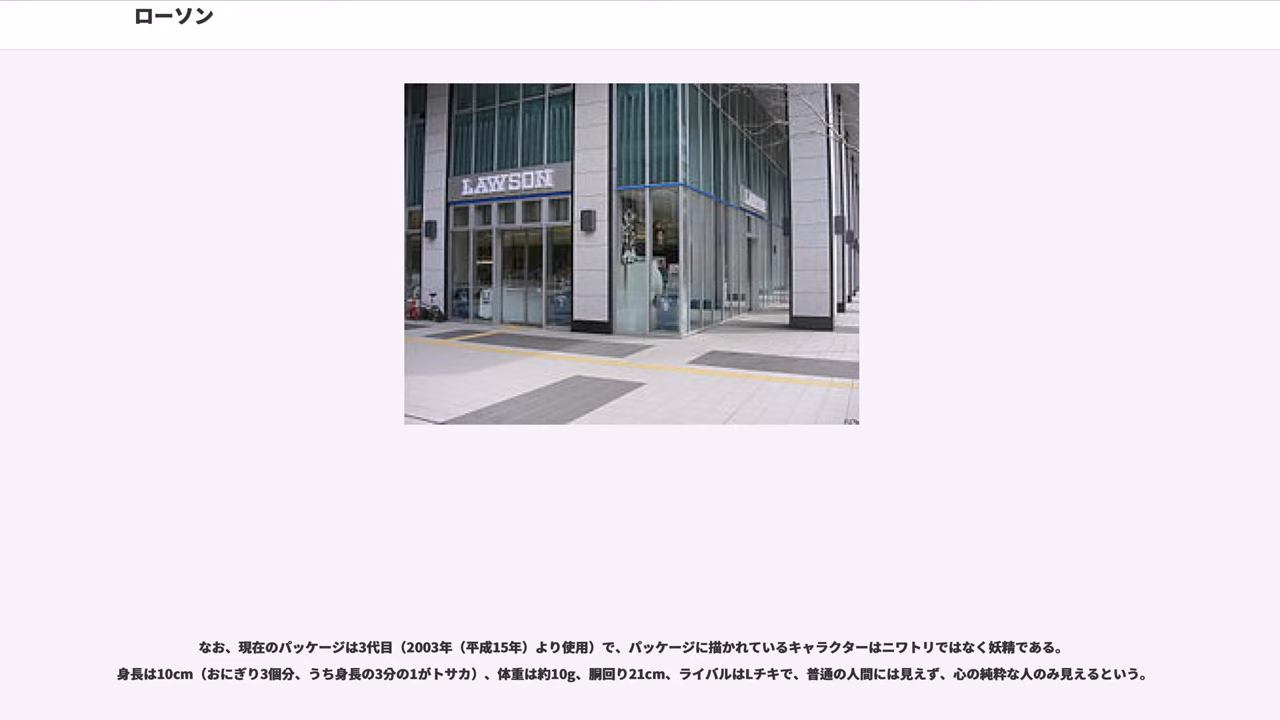 ローソン
LAWSON
なお、現在のパッケージは3代目（2003年（平成15年）より使用）で、パッケージに描かれているキャラクターはニワトリではなく妖精である。
身長は10cm（おにぎり3個分、うち身長の3分の1がトサカ）、体重は約10g、胴回り21cm、ライバルはLチキで、普通の人間には見えず、心の純粋な人のみ見えるという。